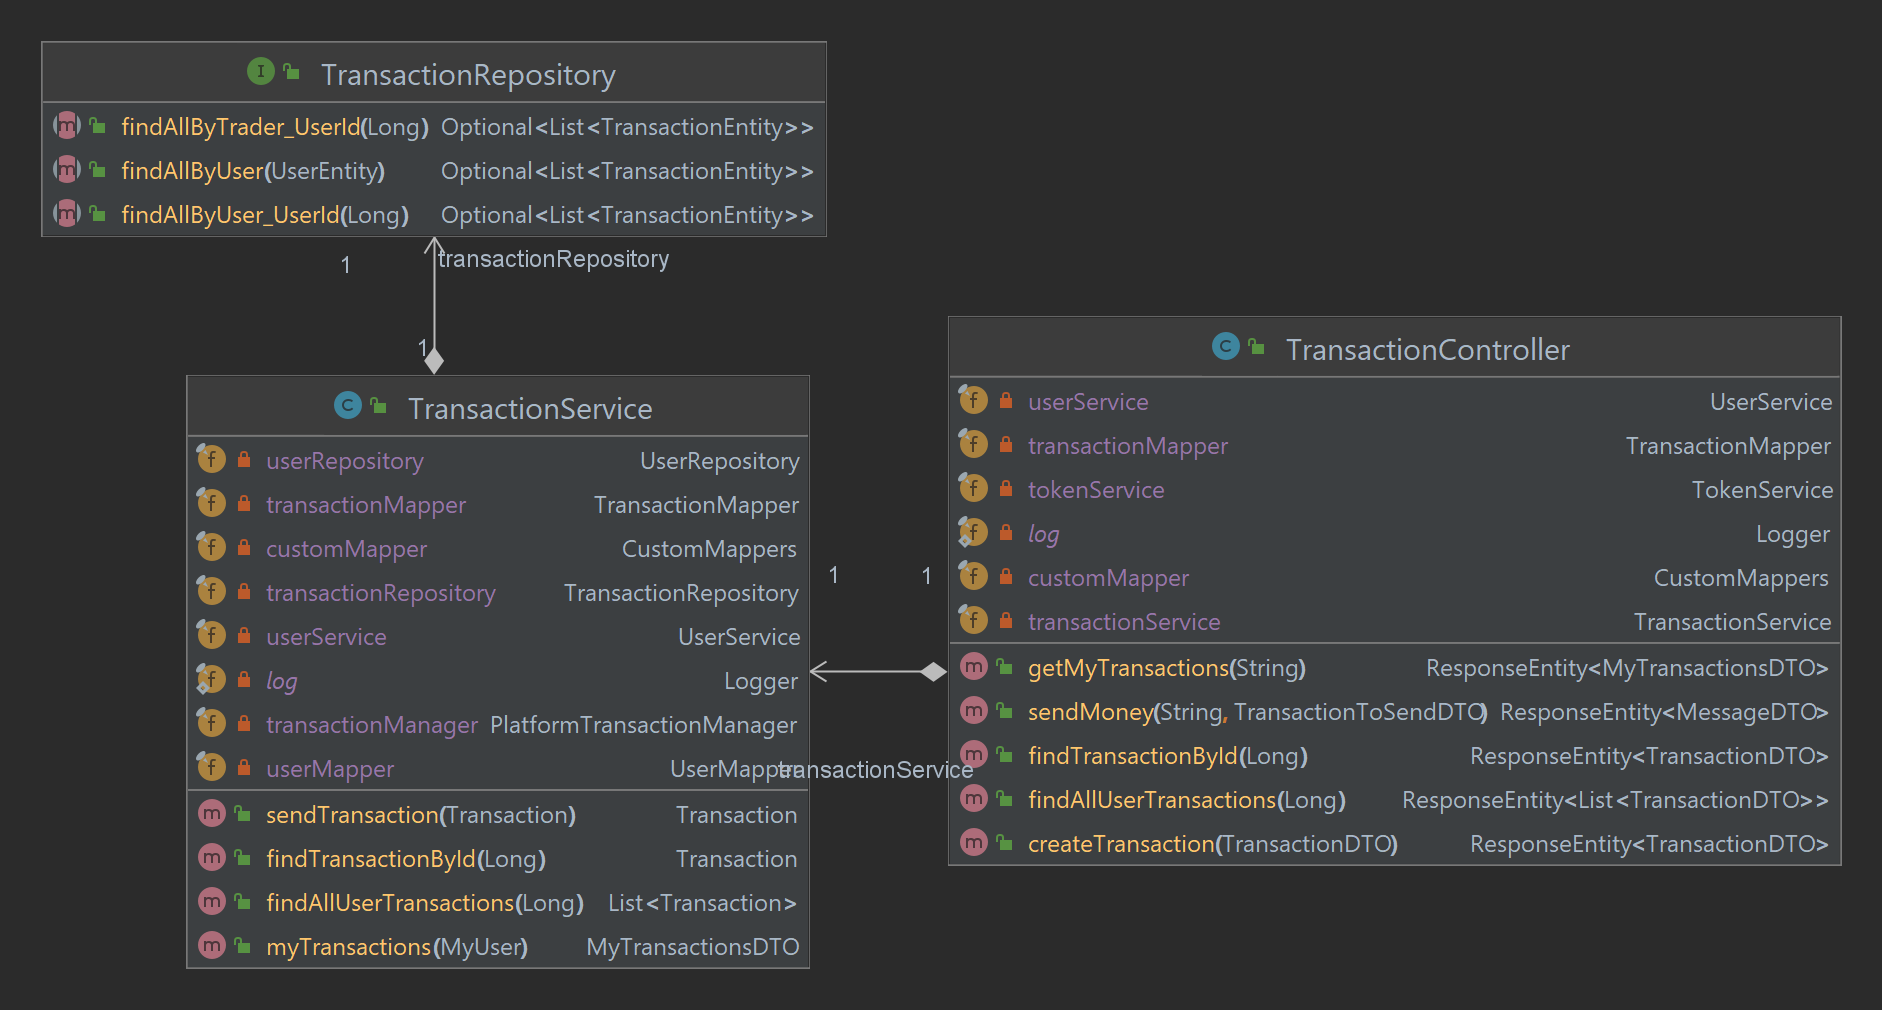 TransactionRepository
findAllByTrader_UserId(Long) Optional<List<TransactionEntity>>
findAllByUser(UserEntity) Optional<List<TransactionEntity>>
findAllByUser_UserId(Long) Optional<List<TransactionEntity>>
1
transactionRepository
1
TransactionService
userRepository UserRepository
transactionMapper TransactionMapper
customMapper CustomMappers
transactionRepository TransactionRepository
userService UserService
log Logger
transactionManager PlatformTransactionManager
userMapper UserMapper
sendTransaction(Transaction) Transaction
findTransactionById(Long) Transaction
findAllUserTransactions(Long) List<Transaction>
myTransactions(MyUser) MyTransactionsDTO
1
1
transactionService
TransactionController
userService UserService
transactionMapper TransactionMapper
tokenService TokenService
log Logger
customMapper CustomMappers
transactionService TransactionService
getMyTransactions(String) ResponseEntity<MyTransactionsDTO>
sendMoney(String, TransactionToSendDTO) ResponseEntity<MessageDTO>
findTransactionById(Long) ResponseEntity<TransactionDTO>
findAllUserTransactions(Long) ResponseEntity<List<TransactionDTO>>
createTransaction(TransactionDTO) ResponseEntity<TransactionDTO>